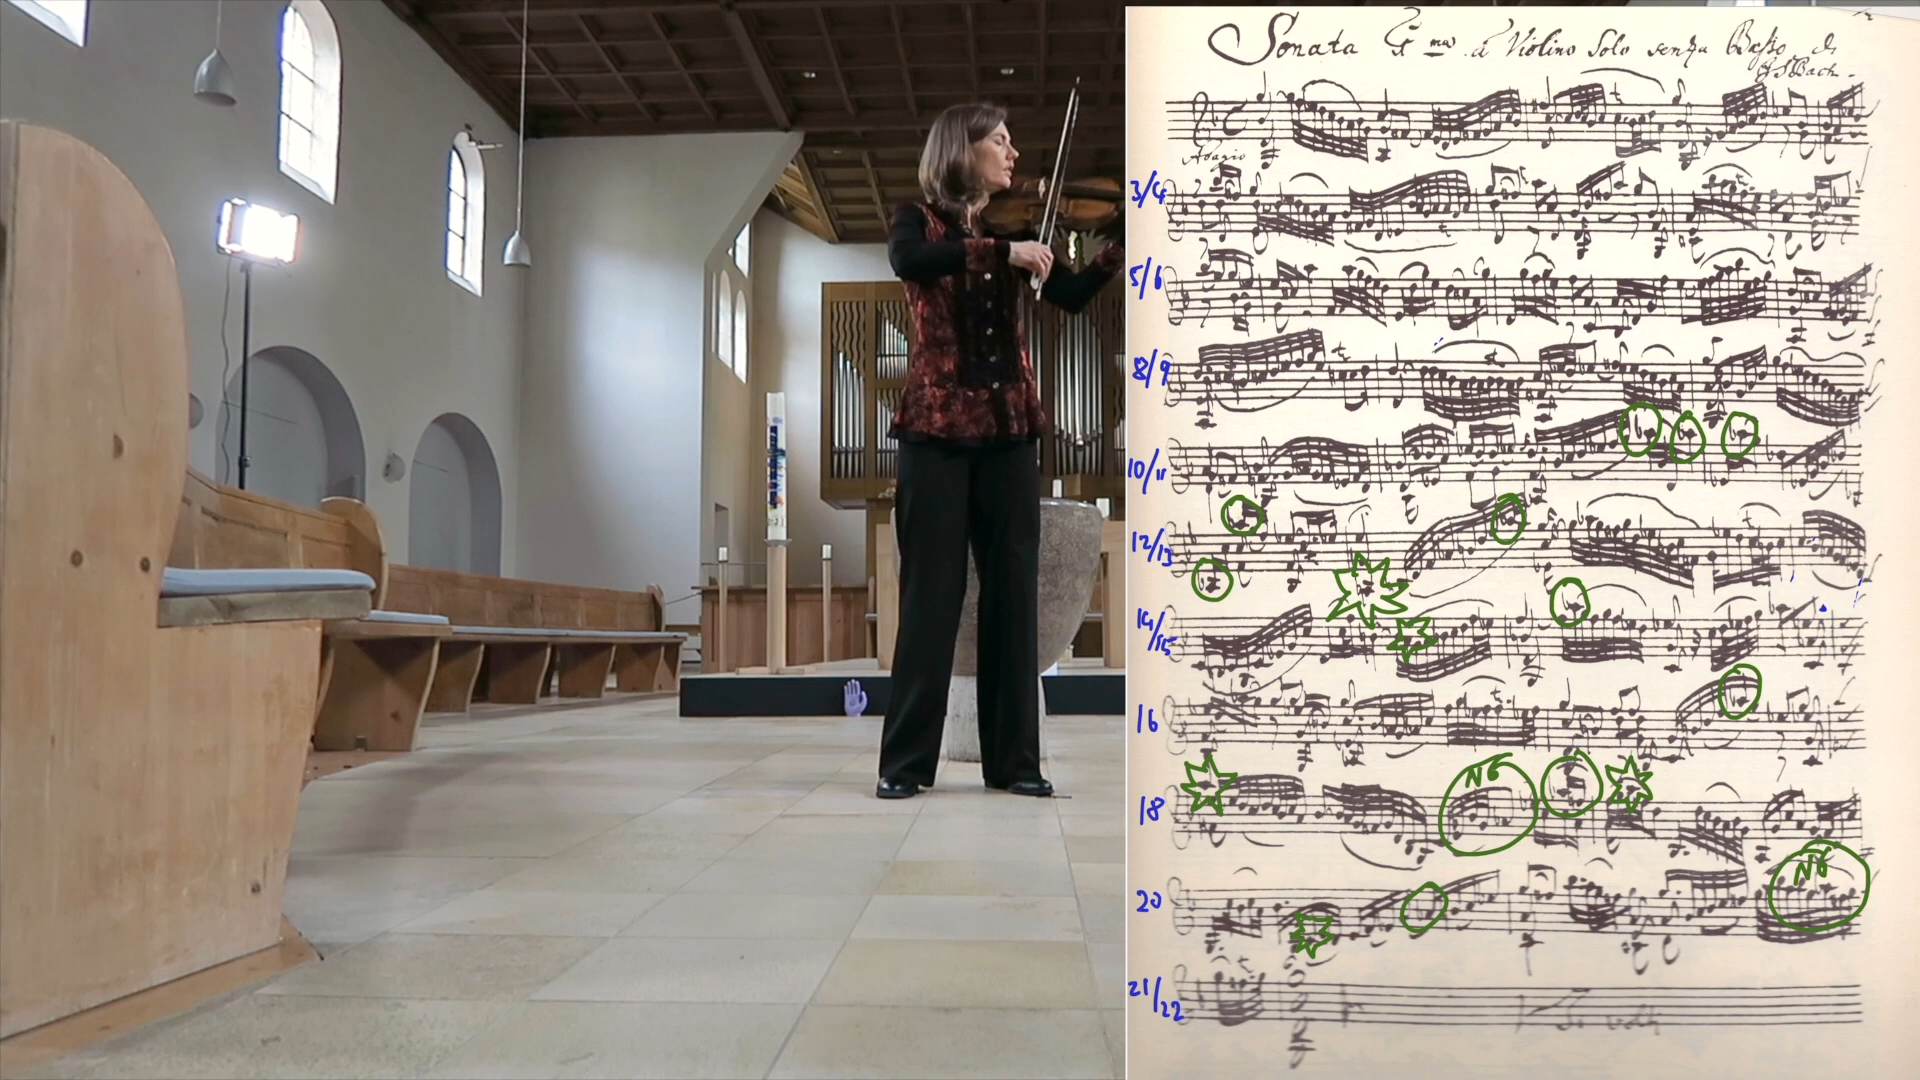 Sonata 1ma à Violino Solo senza Basso di
J S Bach.
Adagio
3/4
5/6
8/9
10/11
12/13
14/15
16
18
N6
20
N6
21/22